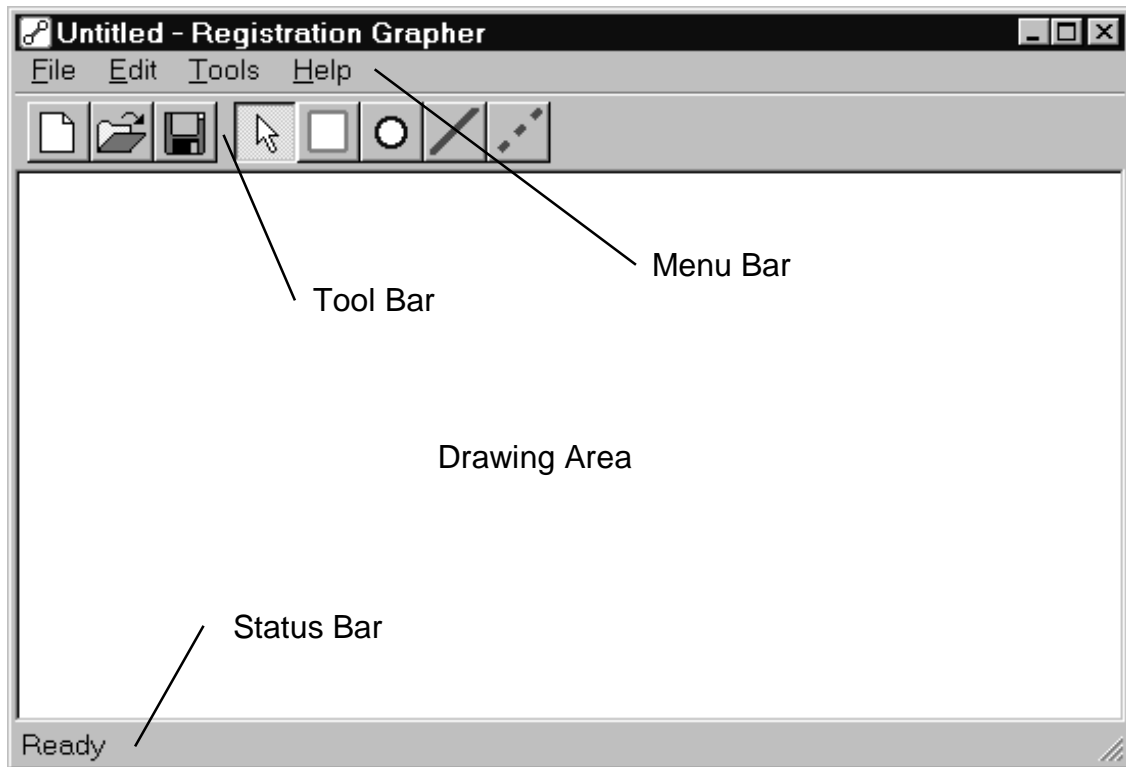 Untitled - Registration Grapher
File Edit Tools Help
Menu Bar
Tool Bar
Drawing Area
Status Bar
Ready